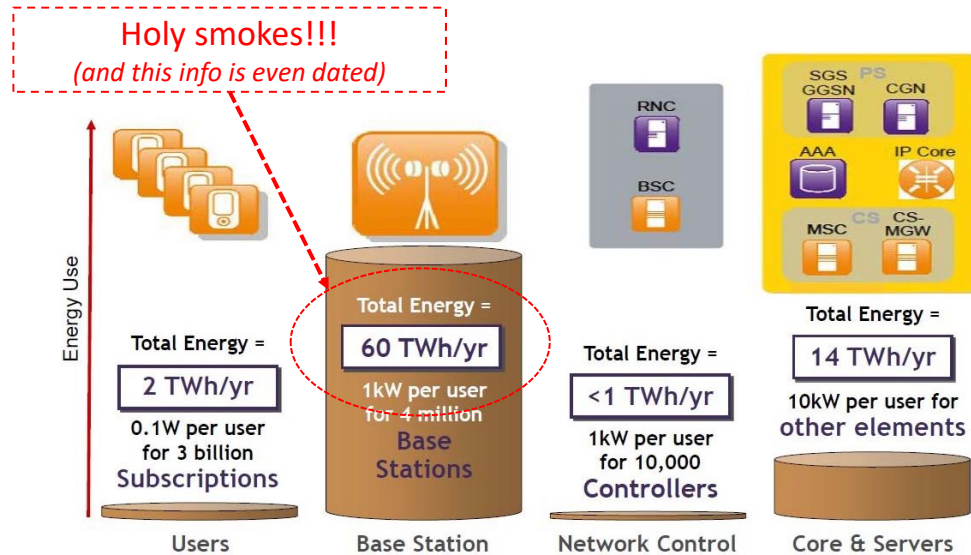 Holy smokes!!!
(and this info is even dated)
Energy Use
Total Energy =
2 TWh/yr
0.1W per user
for 3 billion
Subscriptions
Users
Total Energy =
60 TWh/yr
1kW per user
for 4 million
Base
Stations
Base Station
RNC
BSC
Total Energy =
<1 TWh/yr
1kW per user
for 10,000
Controllers
Network Control
PS
SGS
GGSN
CGN
AAA
IP Core
CS
MSC
CS-
MGW
Total Energy =
14 TWh/yr
10kW per user for
other elements
Core & Servers